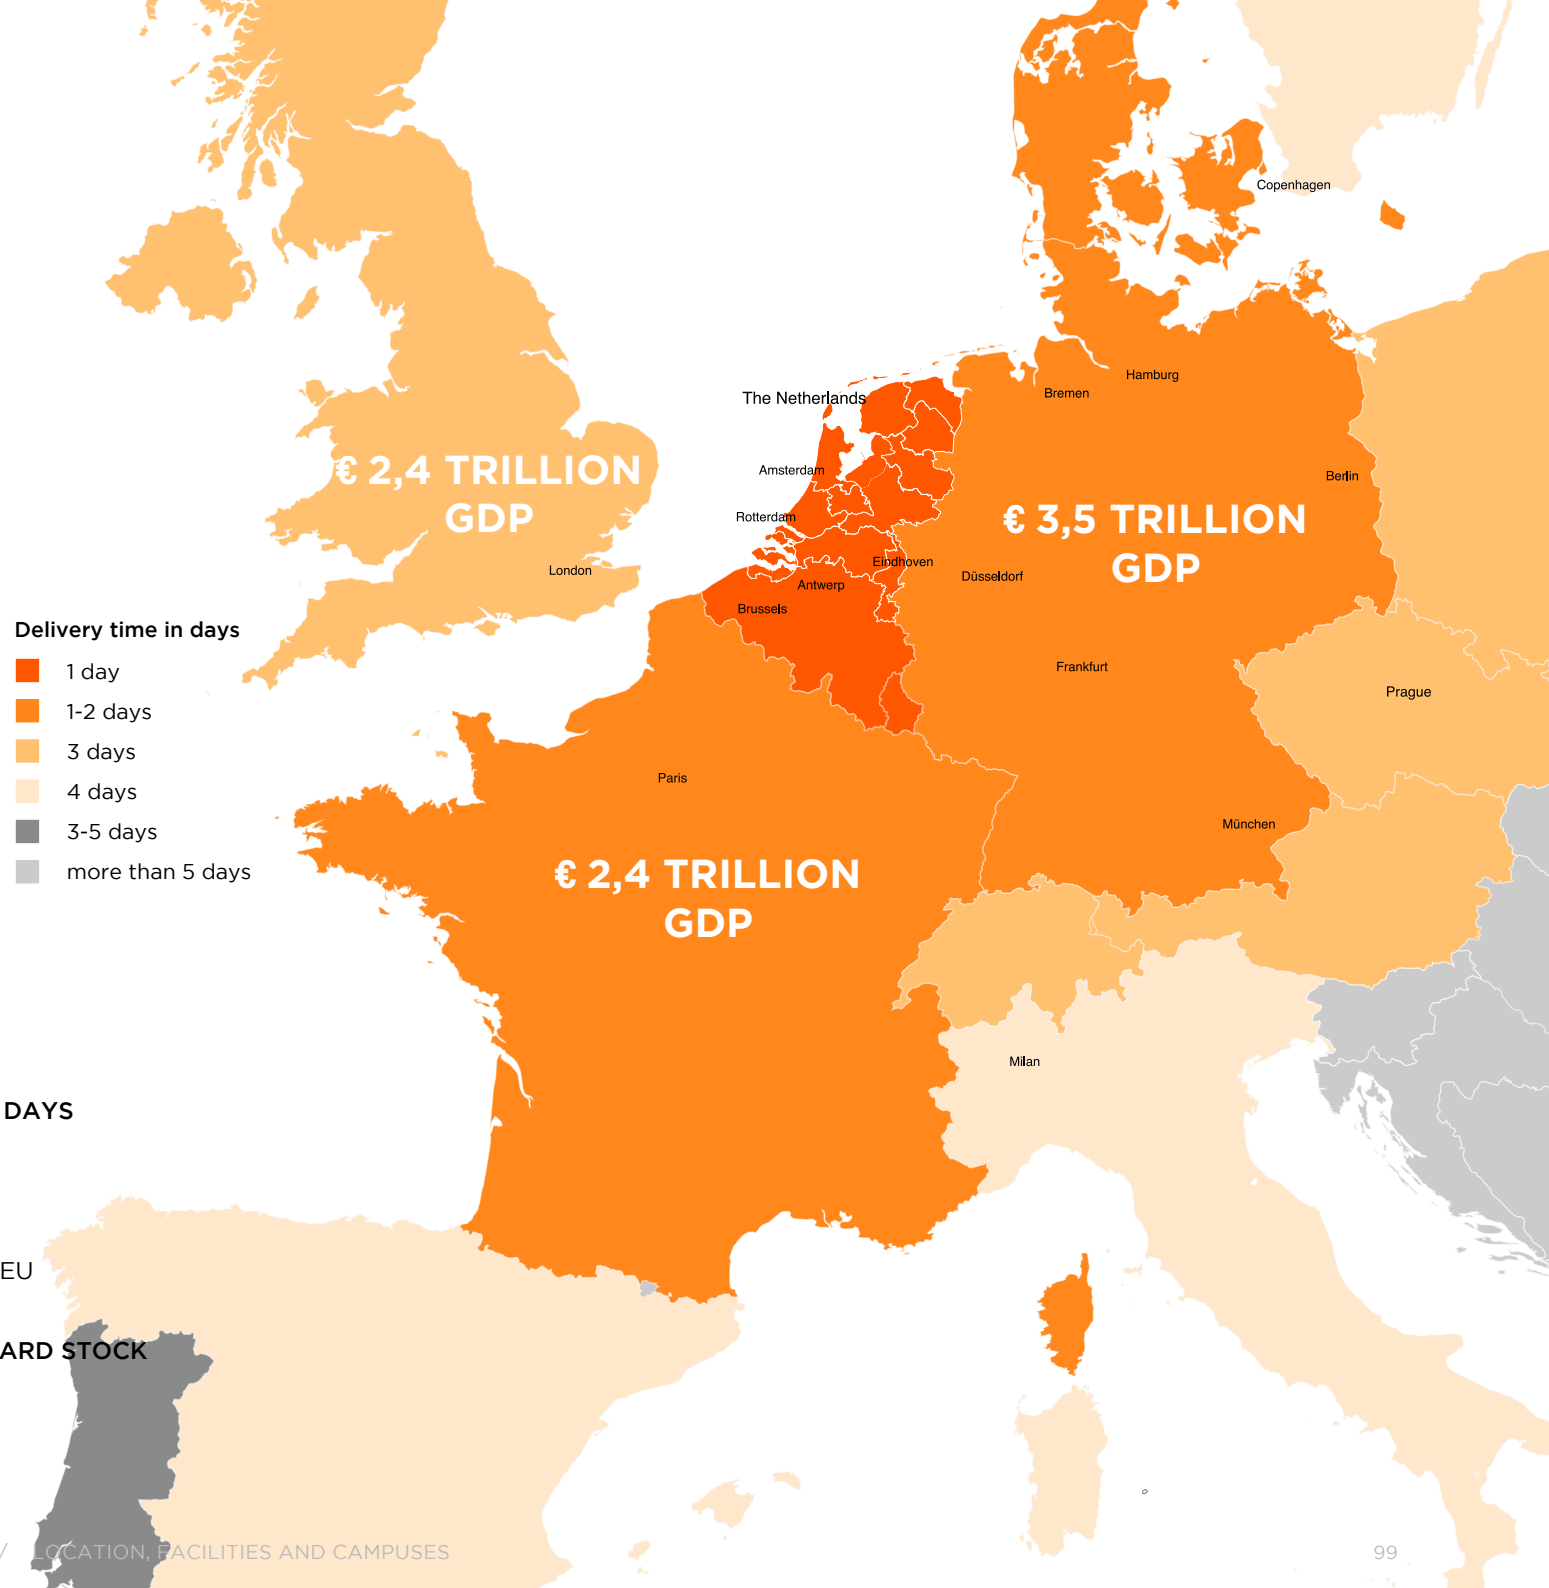 Copenhagen
Hamburg
Bremen
The Netherlands
€ 2,4 TRILLION
GDP
Amsterdam
Berlin
Rotterdam
€ 3,5 TRILLION
GDP
London
Eindhoven
Düsseldorf
Antwerp
Brussels
Delivery time in days
1 day
1-2 days
3 days
4 days
3-5 days
more than 5 days
Frankfurt
Prague
Paris
München
€ 2,4 TRILLION
GDP
Milan
DAYS
EU
ARD STOCK
/ LOCATION, FACILITIES AND CAMPUSES
99